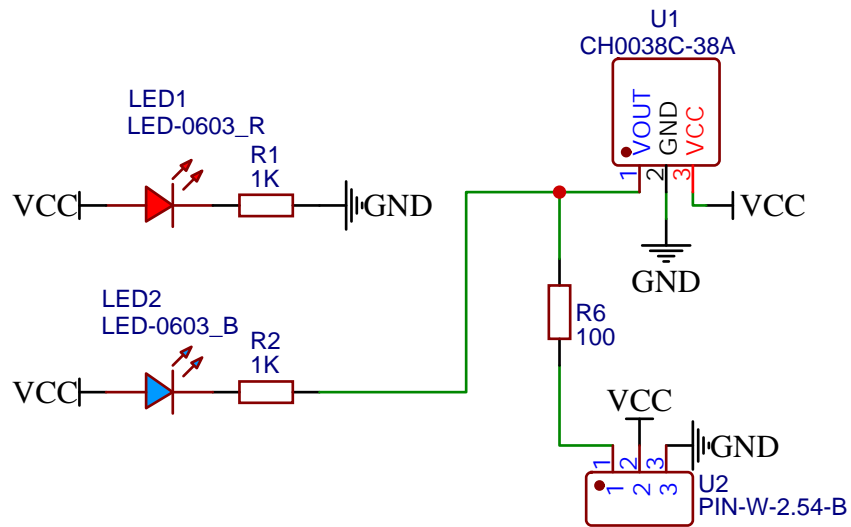 U1
CH0038C-38A
VOUT
GND
VCC
1
2
3
VCC
GND
LED1
LED-0603_R
R1
1K
VCC
GND
LED2
LED-0603_B
R2
1K
VCC
R6
100
VCC
GND
1
2
3
1
2
3
U2
PIN-W-2.54-B